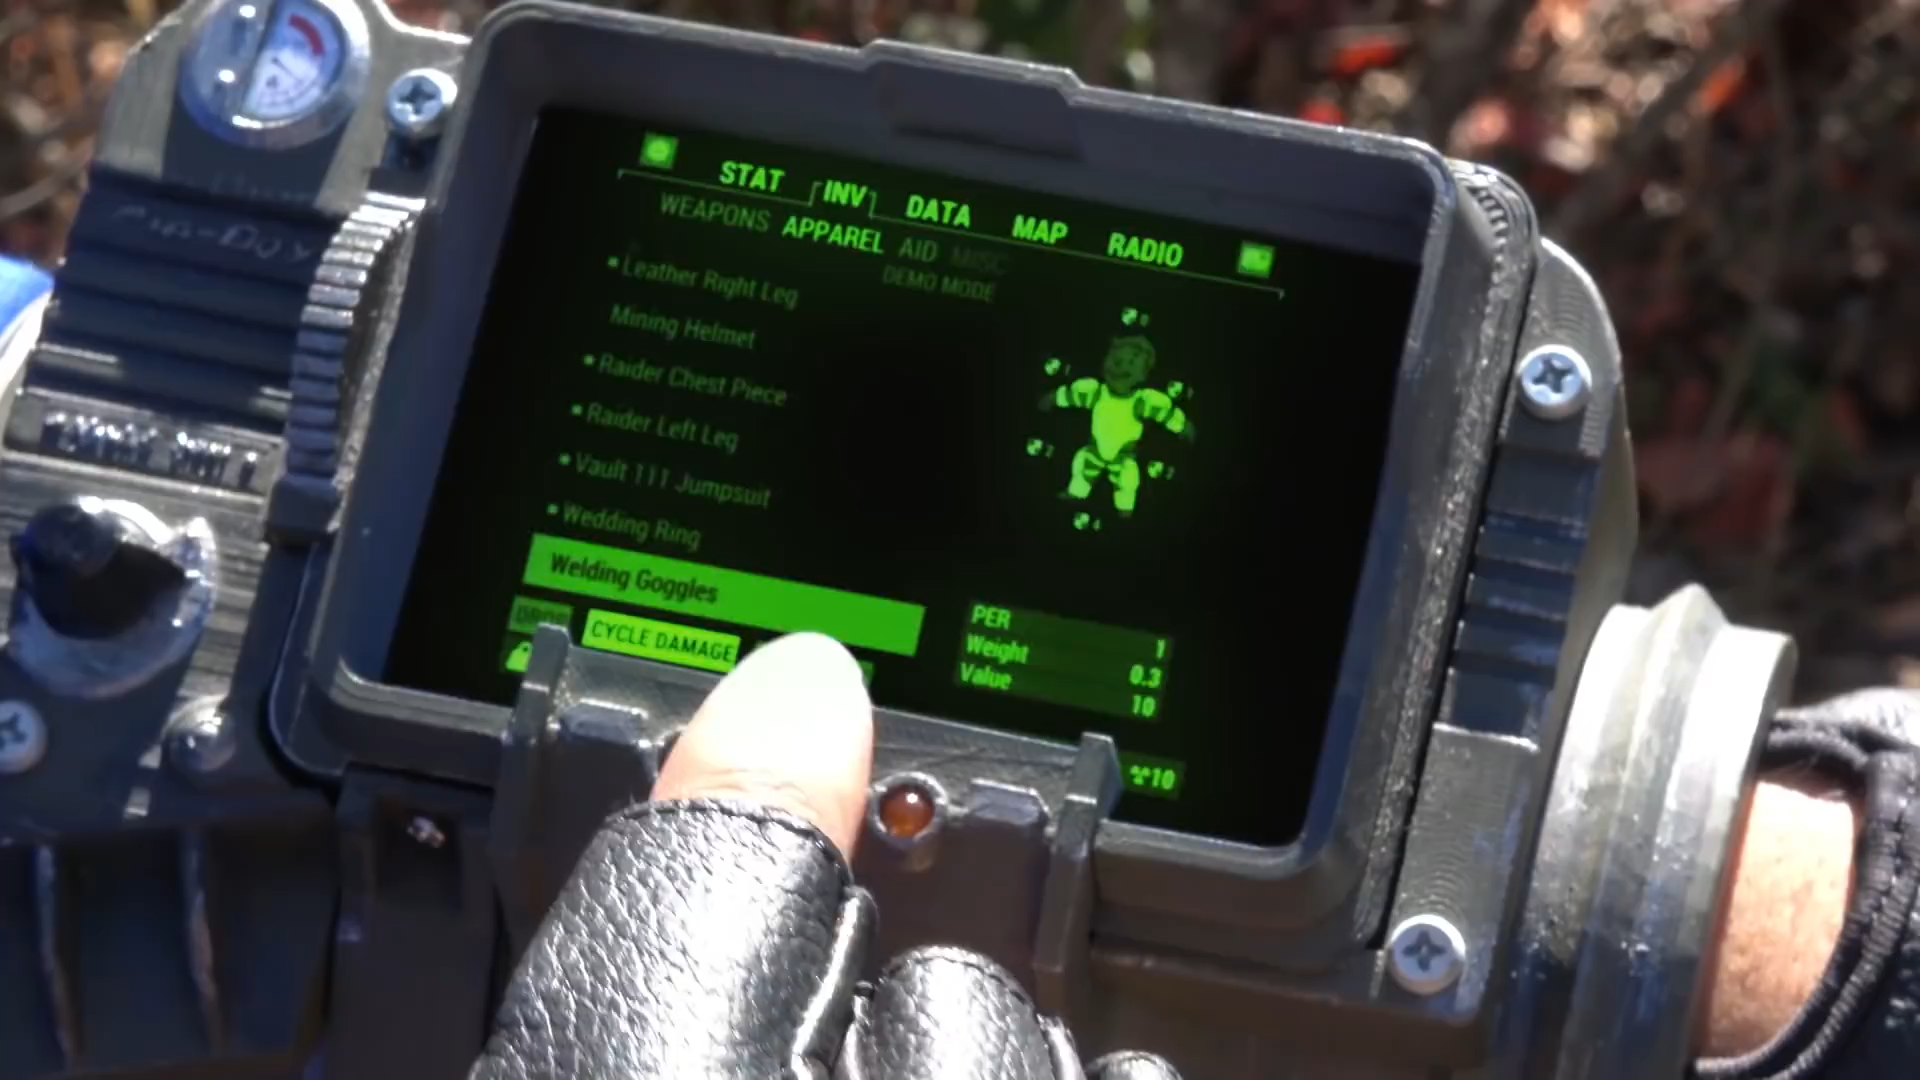 STAT INV DATA MAP RADIO
WEAPONS APPAREL AID MISC
DEMO MODE
Leather Right Leg
Mining Helmet
Raider Chest Piece
Raider Left Leg
Vault 111 Jumpsuit
Wedding Ring
Welding Goggles
DROP CYCLE DAMAGE
PER 1
Weight 0.3
Value 10
10